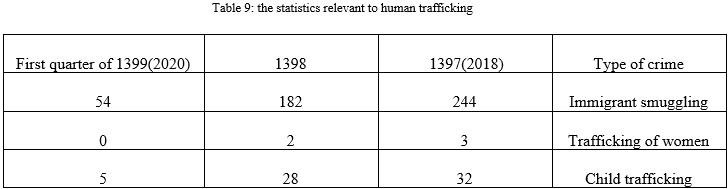 Table 9: the statistics relevant to human trafficking
First quarter of 1399(2020) 1398 1397(2018) Type of crime
54 182 244 Immigrant smuggling
0 2 3 Trafficking of women
5 28 32 Child trafficking